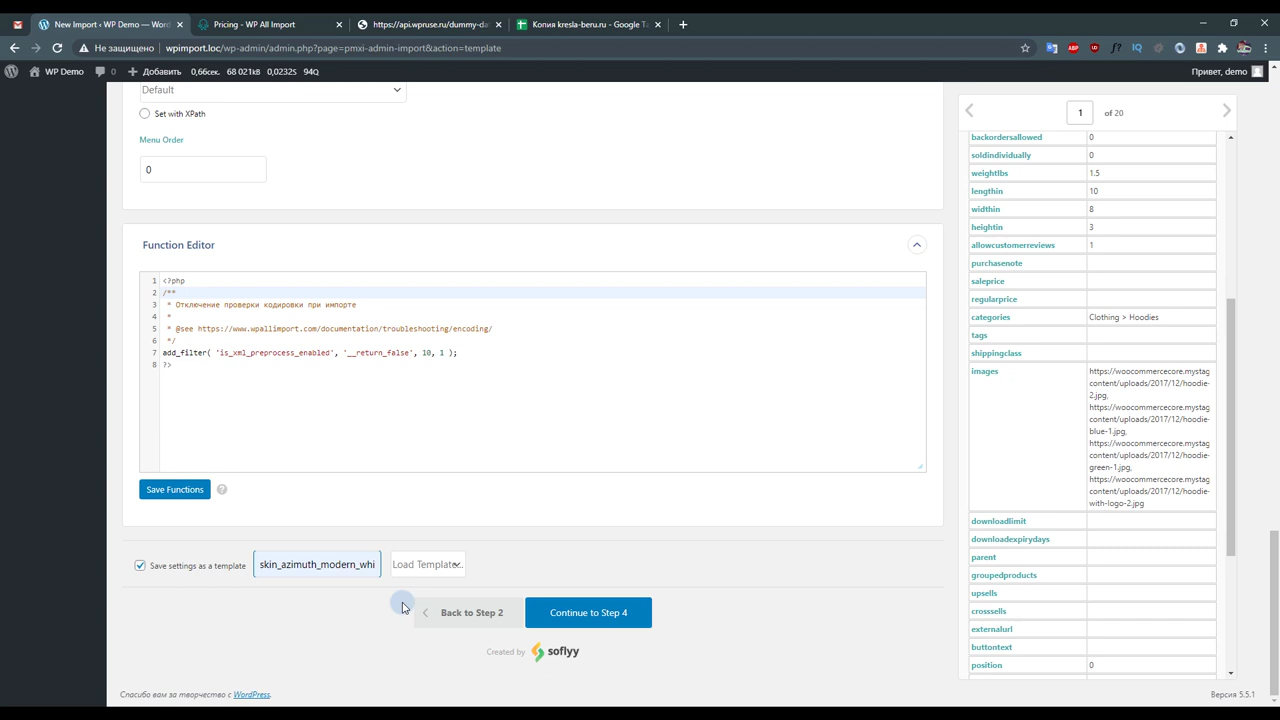 New Import ‹ WP Demo — Word
Pricing - WP All Import
https://api.wpruse.ru/dummy-da
Копия kresla-beru.ru - Google Та
Не защищено
wpimport.loc/wp-admin/admin.php?page=pmxi-admin-import&action=template
WP Demo
0
Добавить
0,66сек.
68 021kB
0,0232s
94Q
Привет, demo
Default
Set with XPath
Menu Order
0
Function Editor
1 <?php
2 /**
3 * Отключение проверки кодировки при импорте
4 *
5 * @see https://www.wpallimport.com/documentation/troubleshooting/encoding/
6 */
7 add_filter( 'is_xml_preprocess_enabled', '__return_false', 10, 1 );
8 ?>
Save Functions
?
Save settings as a template
skin_azimuth_modern_whi
Load Template...
Back to Step 2
Continue to Step 4
Created by soflyy
Спасибо вам за творчество с WordPress.
Версия 5.5.1
1 of 20
backordersallowed 0
soldindividually 0
weightlbs 1.5
lengthin 10
widthin 8
heightin 3
allowcustomerreviews 1
purchasenote
saleprice
regularprice
categories Clothing > Hoodies
tags
shippingclass
images https://woocommercecore.mystag
content/uploads/2017/12/hoodie-
2.jpg,
https://woocommercecore.mystag
content/uploads/2017/12/hoodie-
blue-1.jpg,
https://woocommercecore.mystag
content/uploads/2017/12/hoodie-
green-1.jpg,
https://woocommercecore.mystag
content/uploads/2017/12/hoodie-
with-logo-2.jpg
downloadlimit
downloadexpirydays
parent
groupedproducts
upsells
crosssells
externalurl
buttontext
position 0